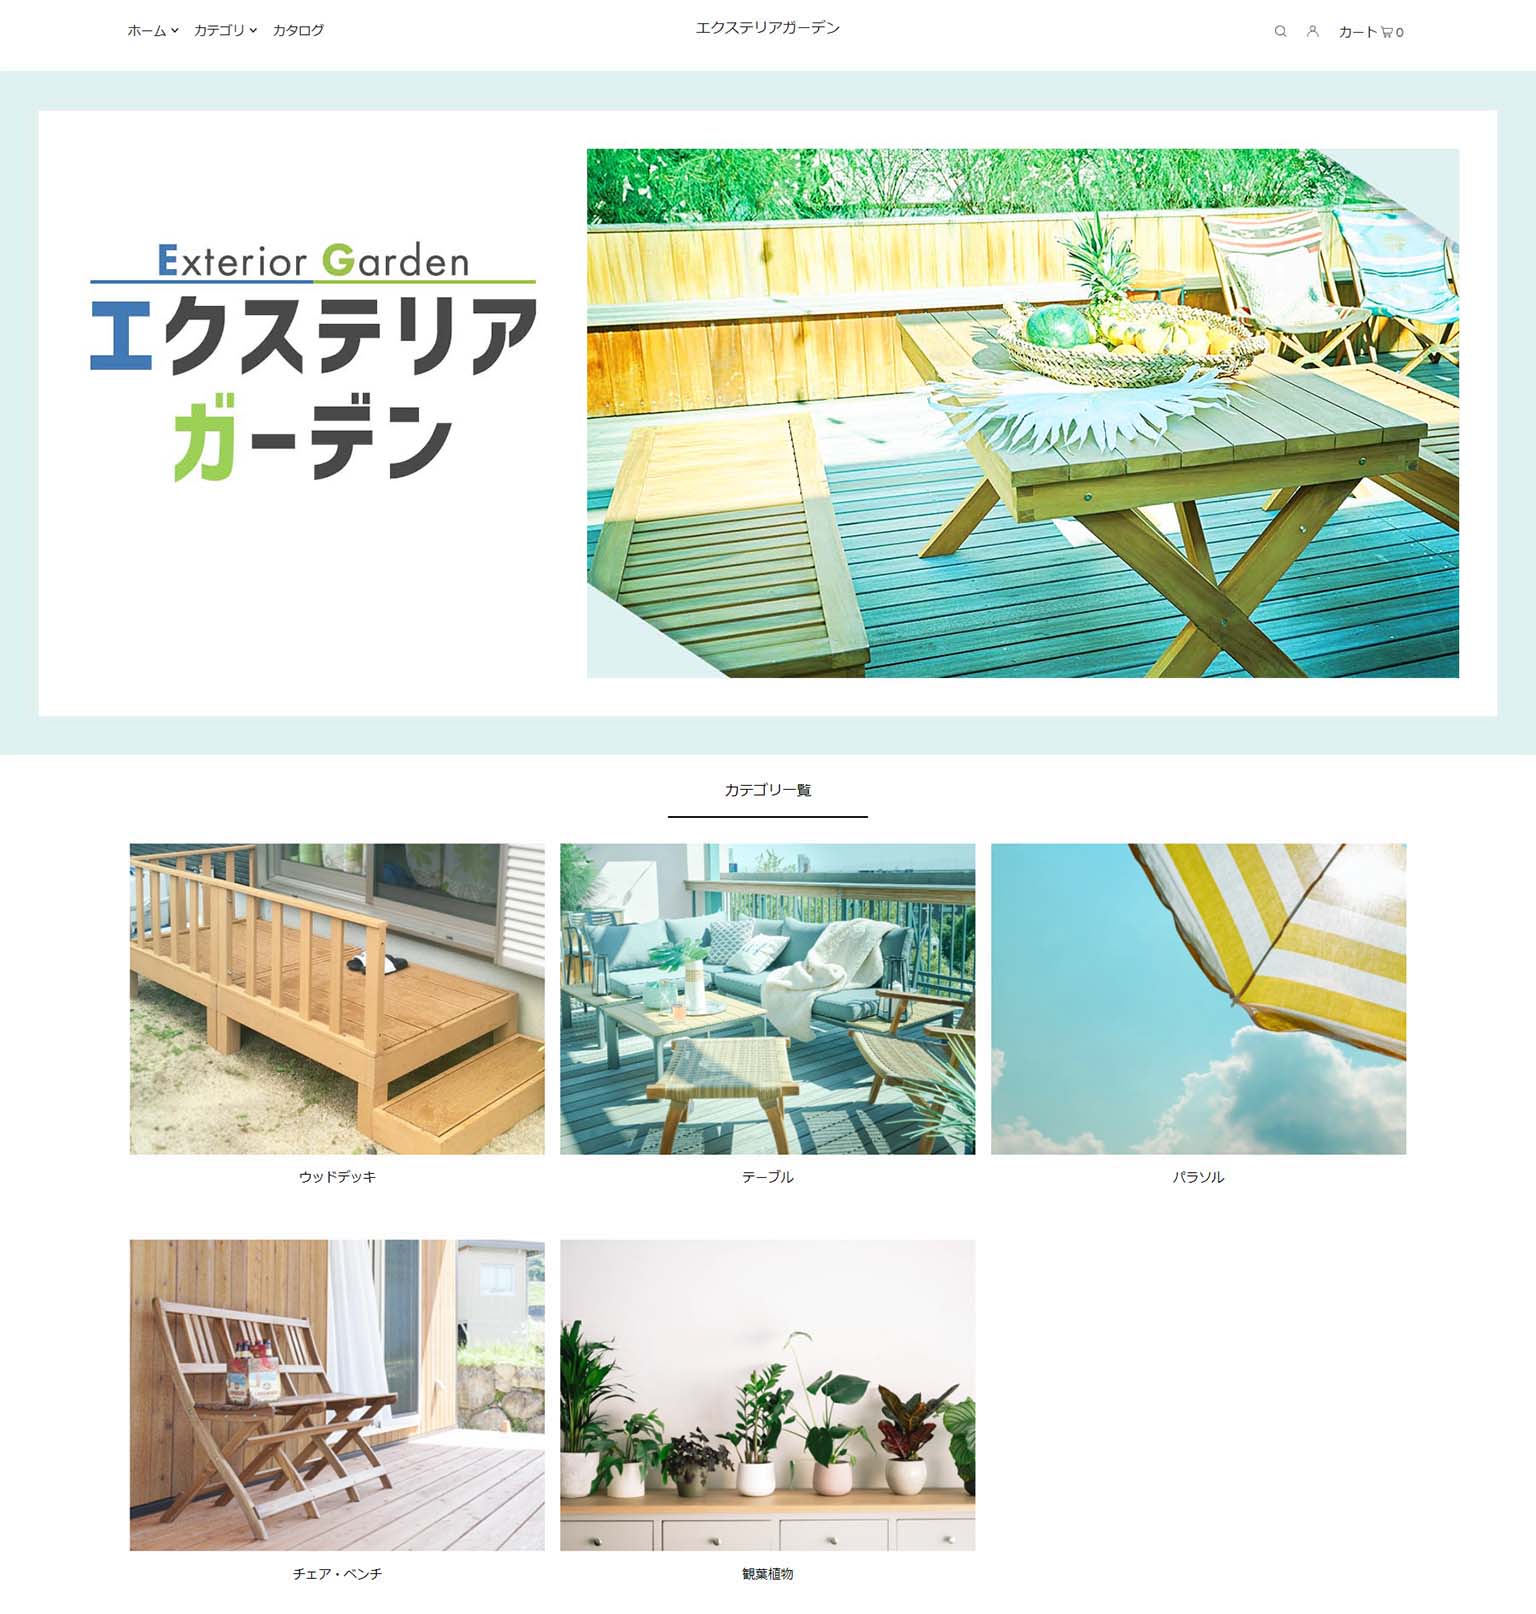 ホーム カテゴリ カタログ
エクステリアガーデン
カート 0
Exterior Garden
エクステリア
ガーデン
カテゴリ一覧
ウッドデッキ
テーブル
パラソル
チェア・ベンチ
観葉植物